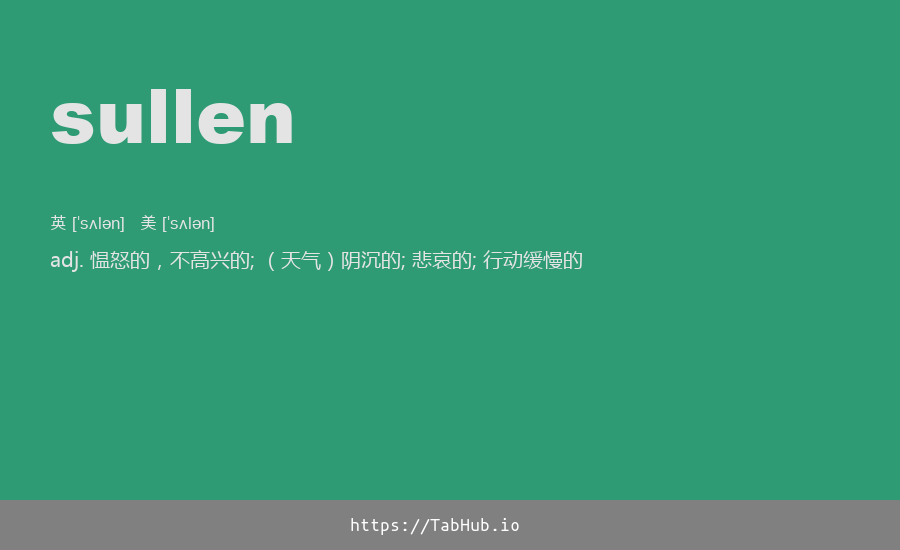 sullen
英 [ˈsʌlən] 美 [ˈsʌlən]
adj. 愠怒的，不高兴的; （天气）阴沉的; 悲哀的; 行动缓慢的
https://TabHub.io